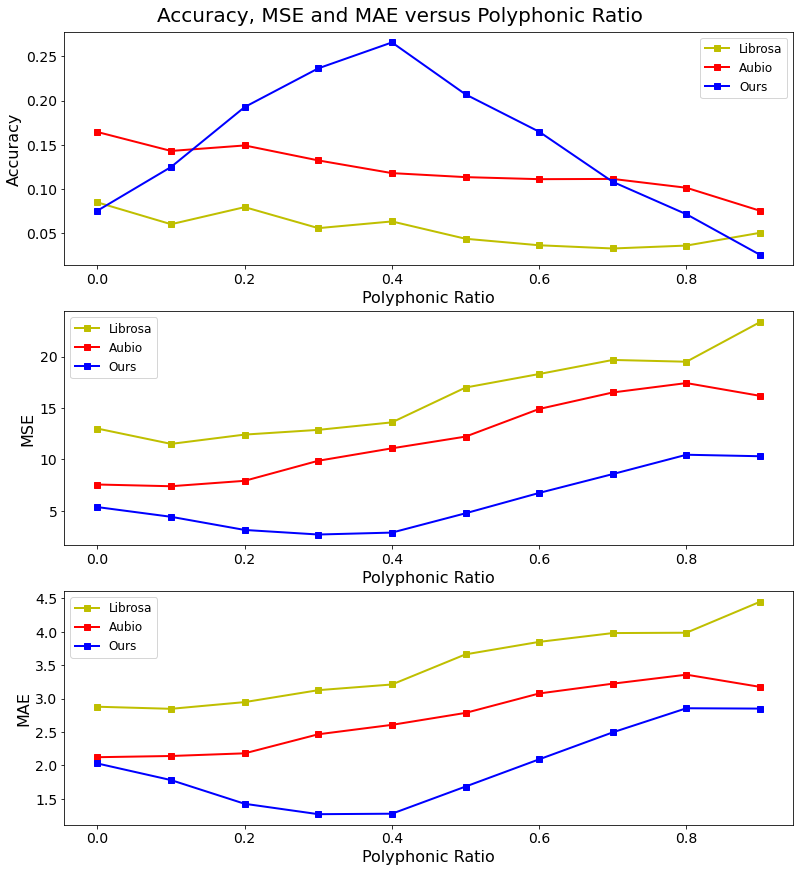 Accuracy, MSE and MAE versus Polyphonic Ratio
Accuracy
0.25
0.20
0.15
0.10
0.05
Librosa
Aubio
Ours
0.0 0.2 0.4 0.6 0.8
Polyphonic Ratio
MSE
20
15
10
5
Librosa
Aubio
Ours
0.0 0.2 0.4 0.6 0.8
Polyphonic Ratio
MAE
4.5
4.0
3.5
3.0
2.5
2.0
1.5
Librosa
Aubio
Ours
0.0 0.2 0.4 0.6 0.8
Polyphonic Ratio